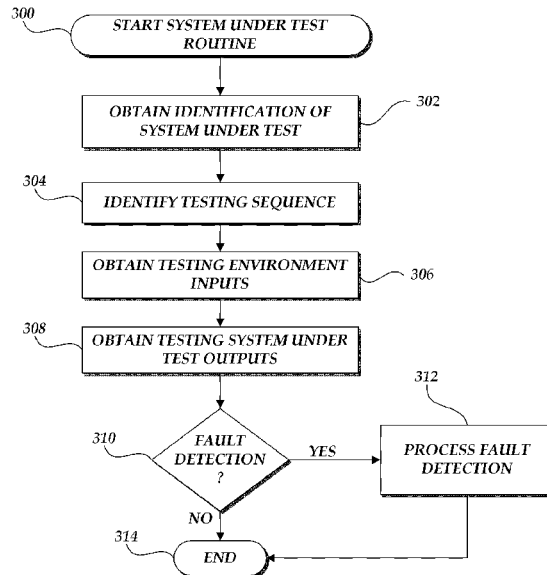 300
START SYSTEM UNDER TEST
ROUTINE
OBTAIN IDENTIFICATION OF
SYSTEM UNDER TEST
302
304
IDENTIFY TESTING SEQUENCE
OBTAIN TESTING ENVIRONMENT
INPUTS
306
308
OBTAIN TESTING SYSTEM UNDER
TEST OUTPUTS
310
FAULT
DETECTION
?
YES
312
PROCESS FAULT
DETECTION
NO
314
END